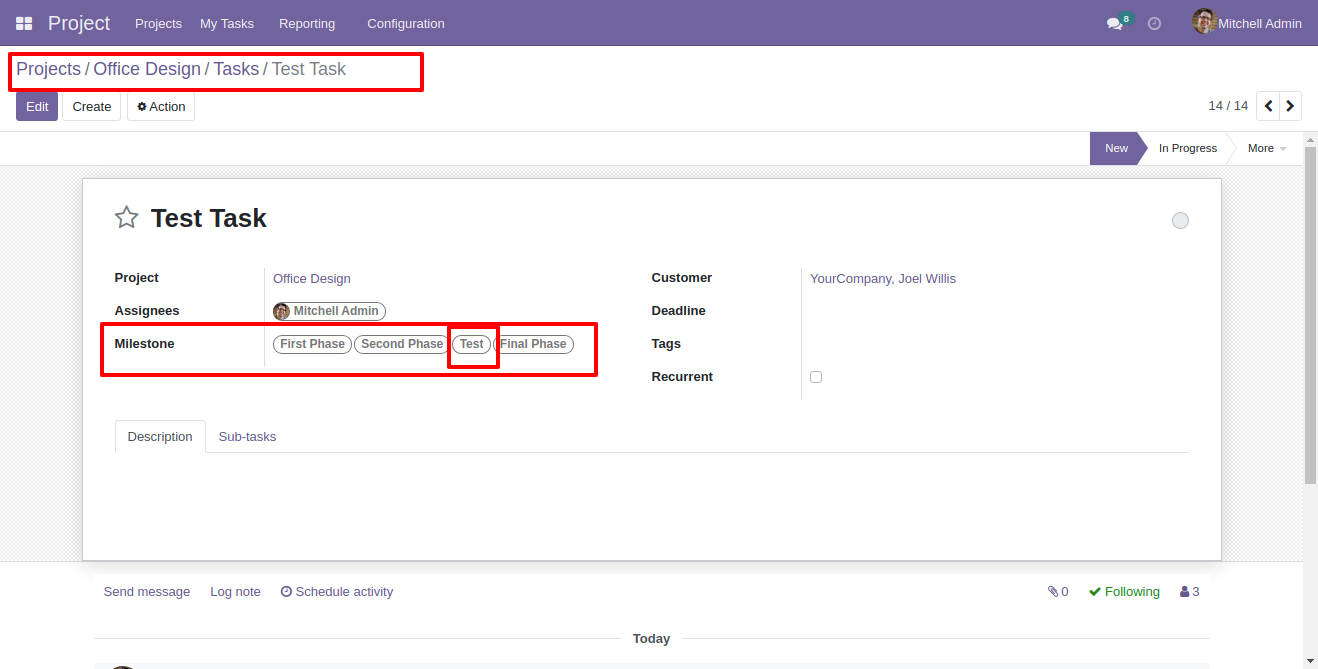 Project Projects My Tasks Reporting Configuration 8 Mitchell Admin
Projects / Office Design / Tasks / Test Task
Edit Create Action 14 / 14
New In Progress More
Test Task
Project Office Design Customer YourCompany, Joel Willis
Assignees Mitchell Admin Deadline
Milestone First Phase Second Phase Test Final Phase Tags
Recurrent
Description Sub-tasks
Send message Log note Schedule activity 0 Following 3
Today